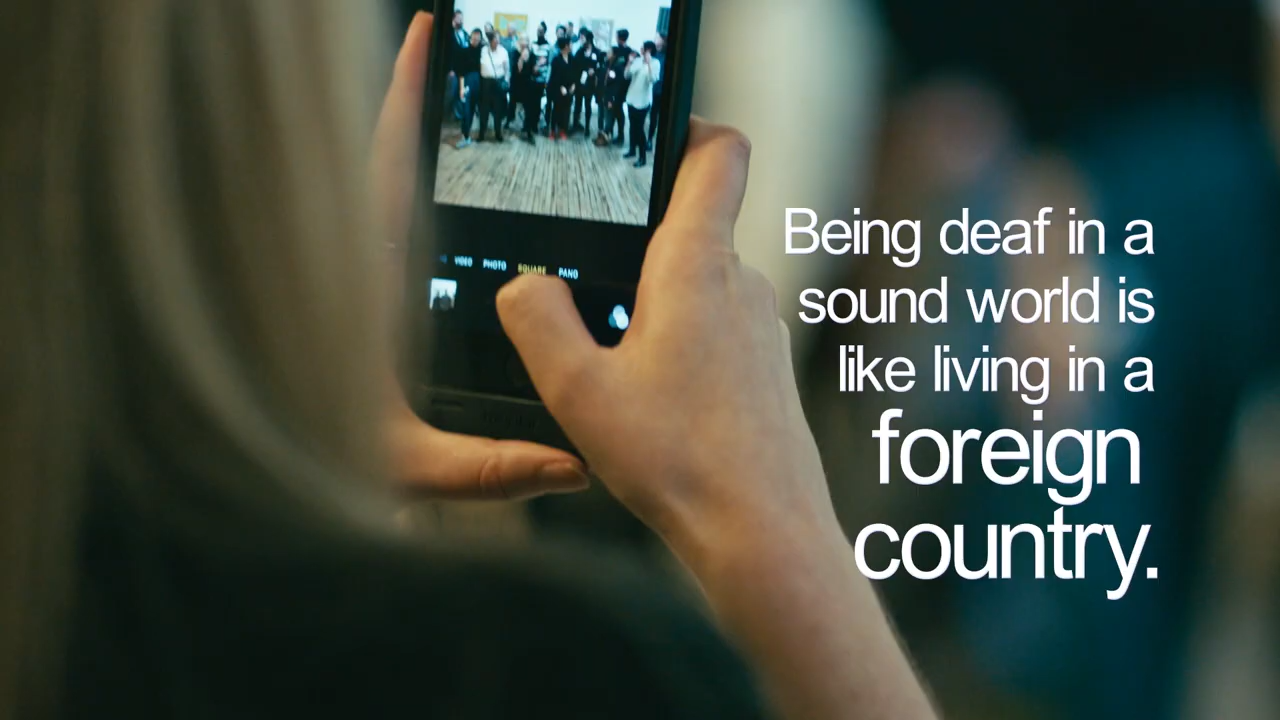 VIDEO PHOTO SQUARE PANO
Being deaf in a
sound world is
like living in a
foreign
country.